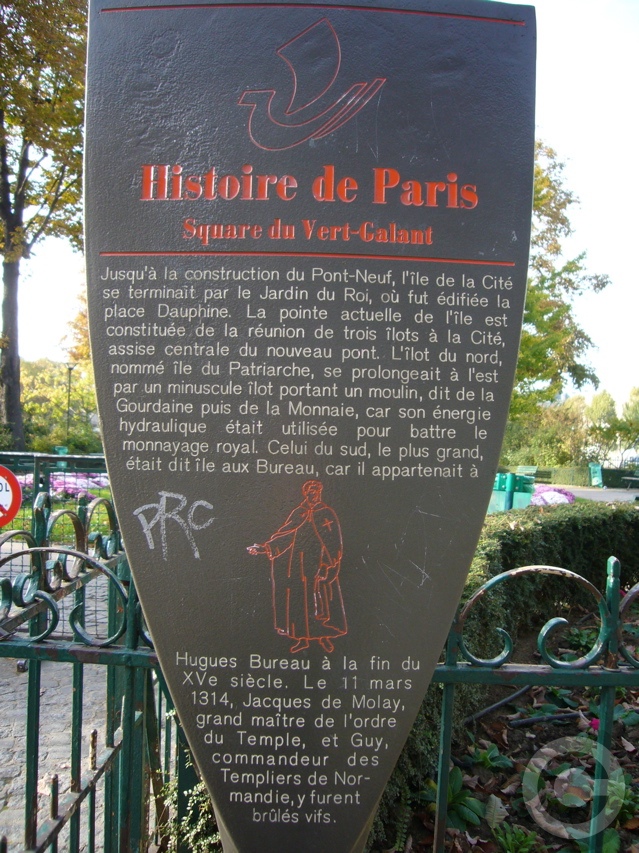 Histoire de Paris
Square du Vert-Galant
Jusqu'à la construction du Pont-Neuf, l'île de la Cité
se terminait par le Jardin du Roi, où fut édifiée la
place Dauphine. La pointe actuelle de l'île est
constituée de la réunion de trois îlots à la Cité,
assise centrale du nouveau pont. L'îlot du nord,
nommé île du Patriarche, se prolongeait à l'est
par un minuscule îlot portant un moulin, dit de la
Gourdaine puis de la Monnaie, car son énergie
hydraulique était utilisée pour battre le
monnayage royal. Celui du sud, le plus grand,
était dit île aux Bureau, car il appartenait à
PRC
Hugues Bureau à la fin du
XVe siècle. Le 11 mars
1314, Jacques de Molay,
grand maître de l'ordre
du Temple, et Guy,
commandeur des
Templiers de Nor-
mandie, y furent
brûlés vifs.